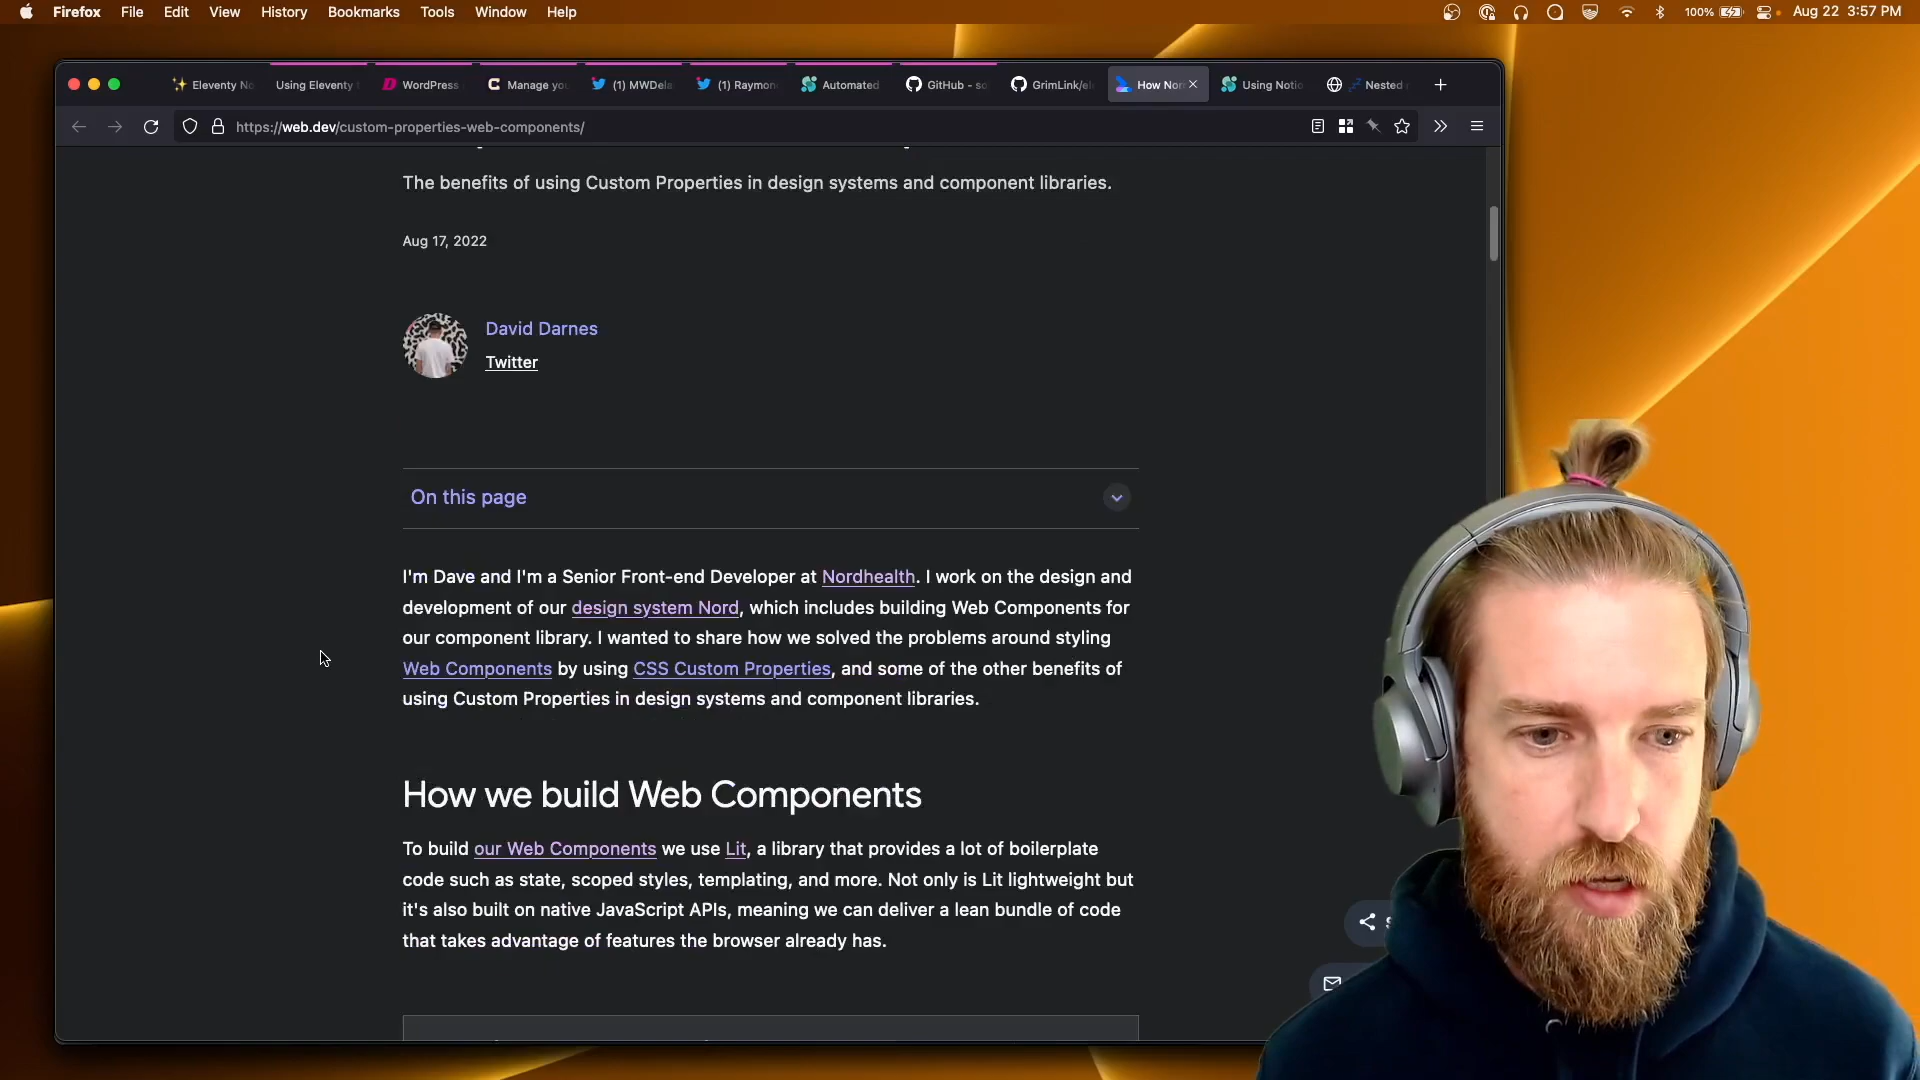 Firefox File Edit View History Bookmarks Tools Window Help 100% Aug 22 3:57 PM
Eleventy No Using Eleventy WordPress Manage you (1) MWDela (1) Raymon Automated GitHub - so GrimLink/el How Nor Using Notio Nested
https://web.dev/custom-properties-web-components/
The benefits of using Custom Properties in design systems and component libraries.
Aug 17, 2022
David Darnes
Twitter
On this page
I'm Dave and I'm a Senior Front-end Developer at Nordhealth. I work on the design and
development of our design system Nord, which includes building Web Components for
our component library. I wanted to share how we solved the problems around styling
Web Components by using CSS Custom Properties, and some of the other benefits of
using Custom Properties in design systems and component libraries.
How we build Web Components
To build our Web Components we use Lit, a library that provides a lot of boilerplate
code such as state, scoped styles, templating, and more. Not only is Lit lightweight but
it's also built on native JavaScript APIs, meaning we can deliver a lean bundle of code
that takes advantage of features the browser already has.